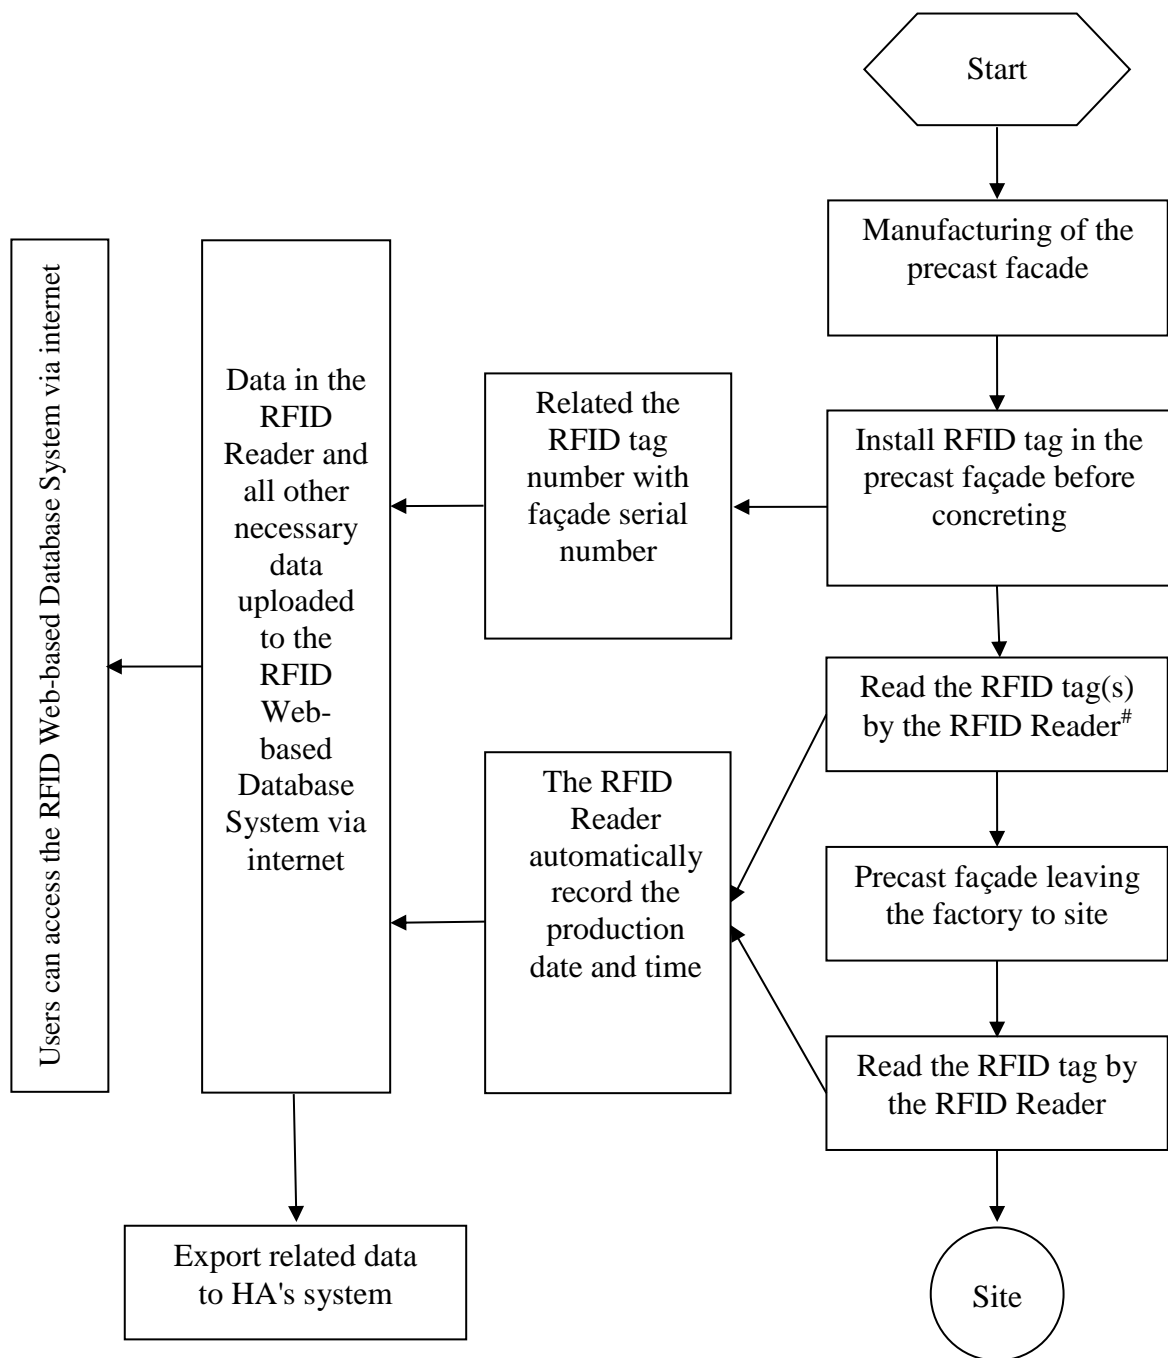 Start
Manufacturing of the
precast facade
Install RFID tag in the
precast façade before
concreting
Related the
RFID tag
number with
façade serial
number
Data in the
RFID
Reader and
all other
necessary
data
uploaded
to the
RFID
Web-
based
Database
System via
internet
Users can access the RFID Web-based Database System via internet
Read the RFID tag(s)
by the RFID Reader#
The RFID
Reader
automatically
record the
production
date and time
Precast façade leaving
the factory to site
Read the RFID tag by
the RFID Reader
Export related data
to HA's system
Site